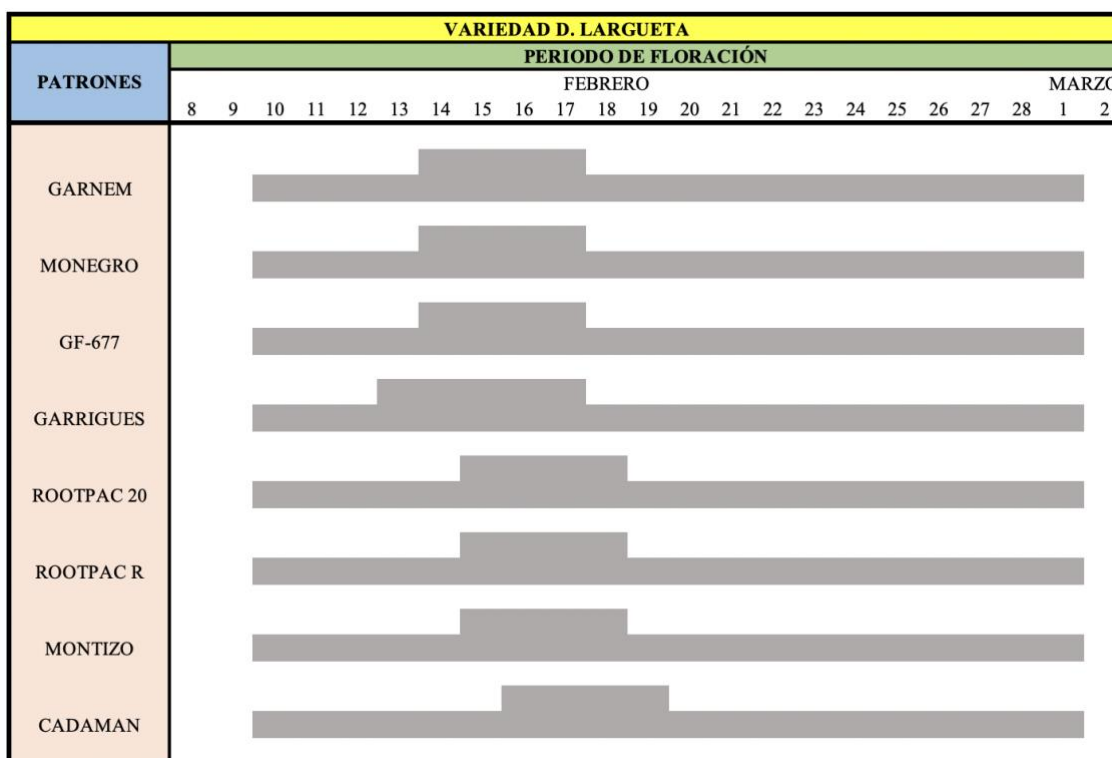 VARIEDAD D. LARGUETA
PATRONES
PERIODO DE FLORACIÓN
FEBRERO MARZO
8 9 10 11 12 13 14 15 16 17 18 19 20 21 22 23 24 25 26 27 28 1 2
GARNEM
MONEGRO
GF-677
GARRIGUES
ROOTPAC 20
ROOTPAC R
MONTIZO
CADAMAN